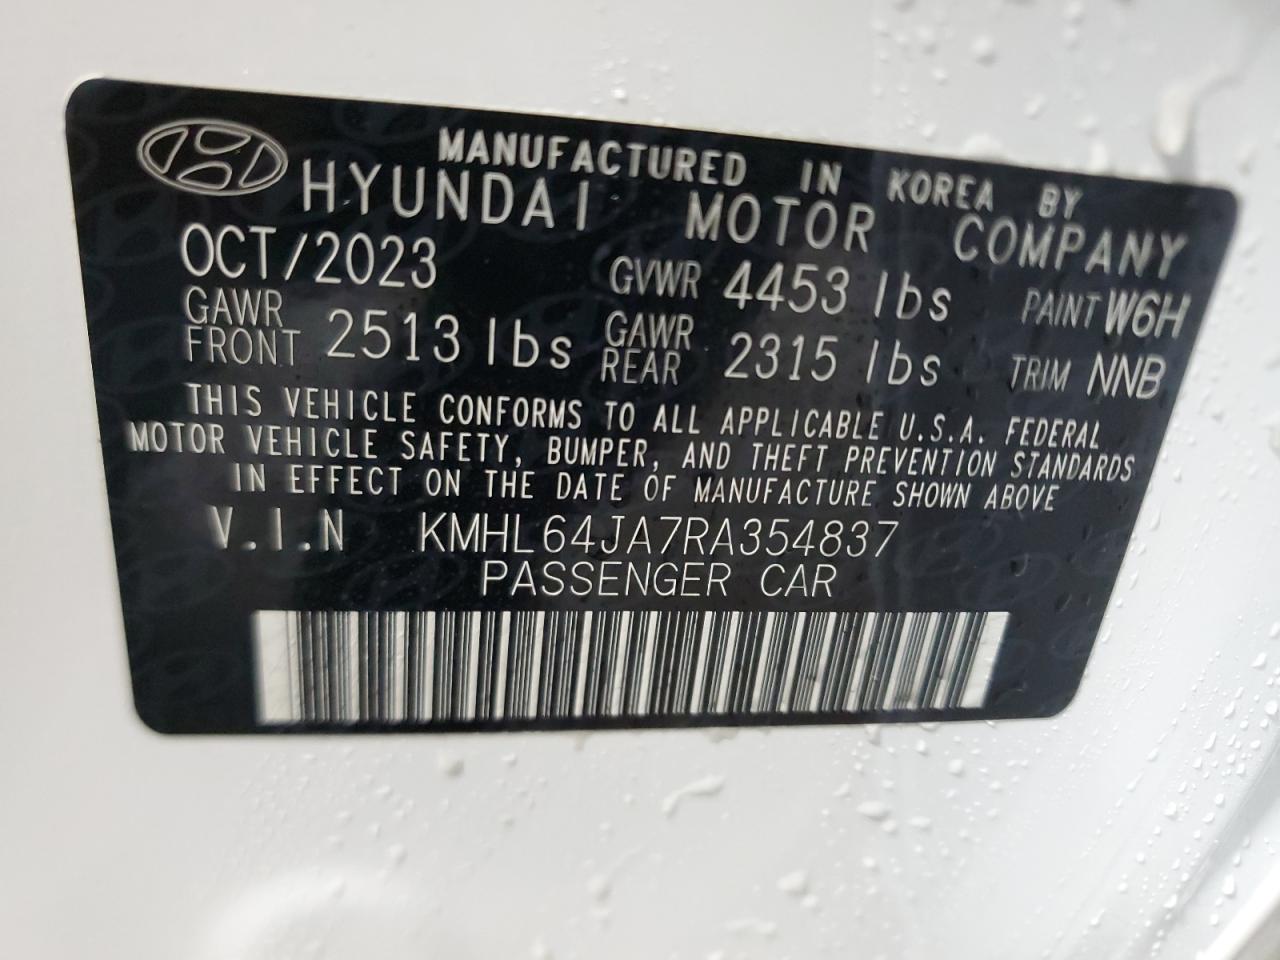 MANUFACTURED IN KOREA BY
HYUNDAI MOTOR COMPANY
OCT/2023 GVWR 4453 lbs PAINT W6H
GAWR FRONT 2513 lbs GAWR REAR 2315 lbs TRIM NNB
THIS VEHICLE CONFORMS TO ALL APPLICABLE U.S.A. FEDERAL
MOTOR VEHICLE SAFETY, BUMPER, AND THEFT PREVENTION STANDARDS
IN EFFECT ON THE DATE OF MANUFACTURE SHOWN ABOVE
V.I.N KMHL64JA7RA354837
PASSENGER CAR